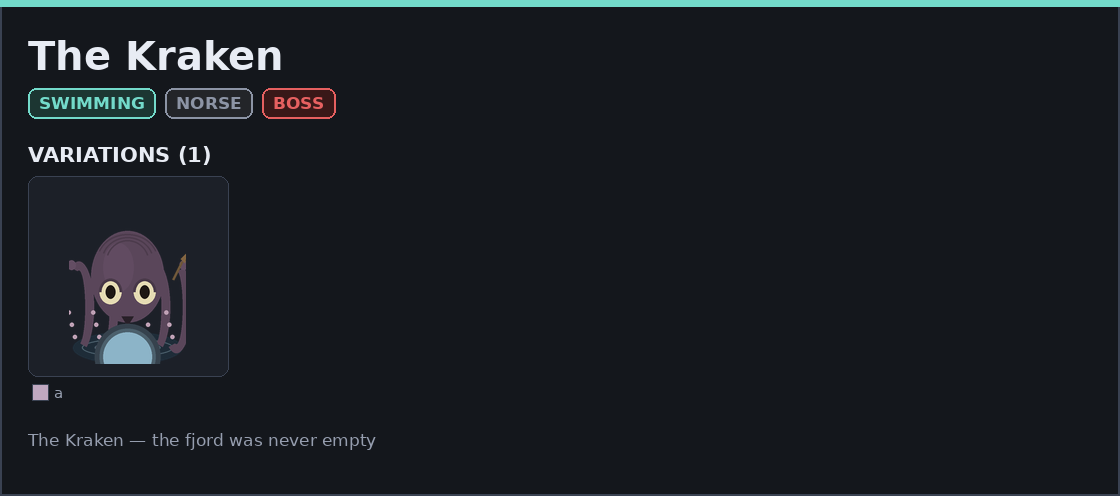 The Kraken
SWIMMING NORSE BOSS
VARIATIONS (1)
a
The Kraken — the fjord was never empty